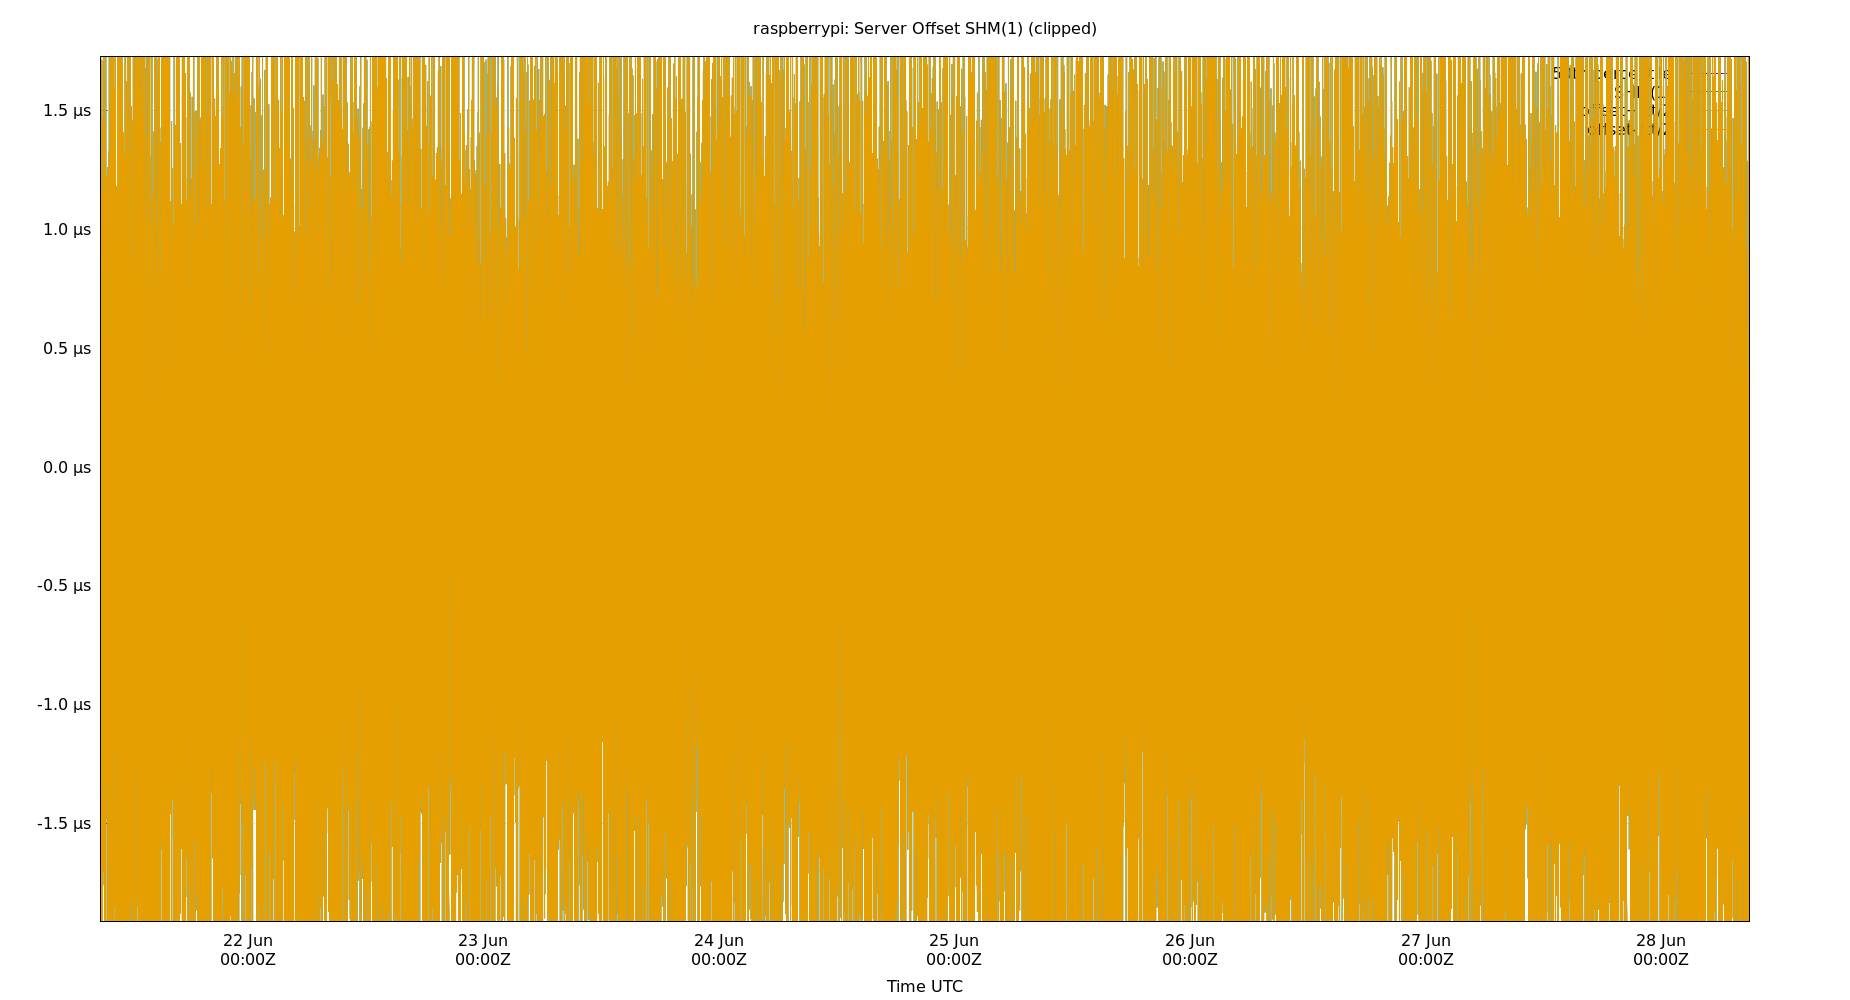 raspberrypi: Server Offset SHM(1) (clipped)
1.5 µs
1.0 µs
0.5 µs
0.0 µs
-0.5 µs
-1.0 µs
-1.5 µs
22 Jun 23 Jun 24 Jun 25 Jun 26 Jun 27 Jun 28 Jun
00:00Z 00:00Z 00:00Z 00:00Z 00:00Z 00:00Z 00:00Z
Time UTC